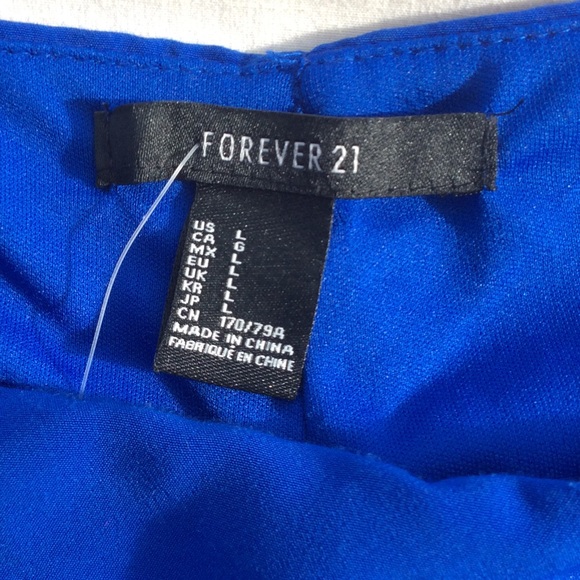 FOREVER 21
US L
CA G
MX L
EU L
UK L
KR L
JP L
CN 170/79A
MADE IN CHINA
FABRIQUÉ EN CHINE